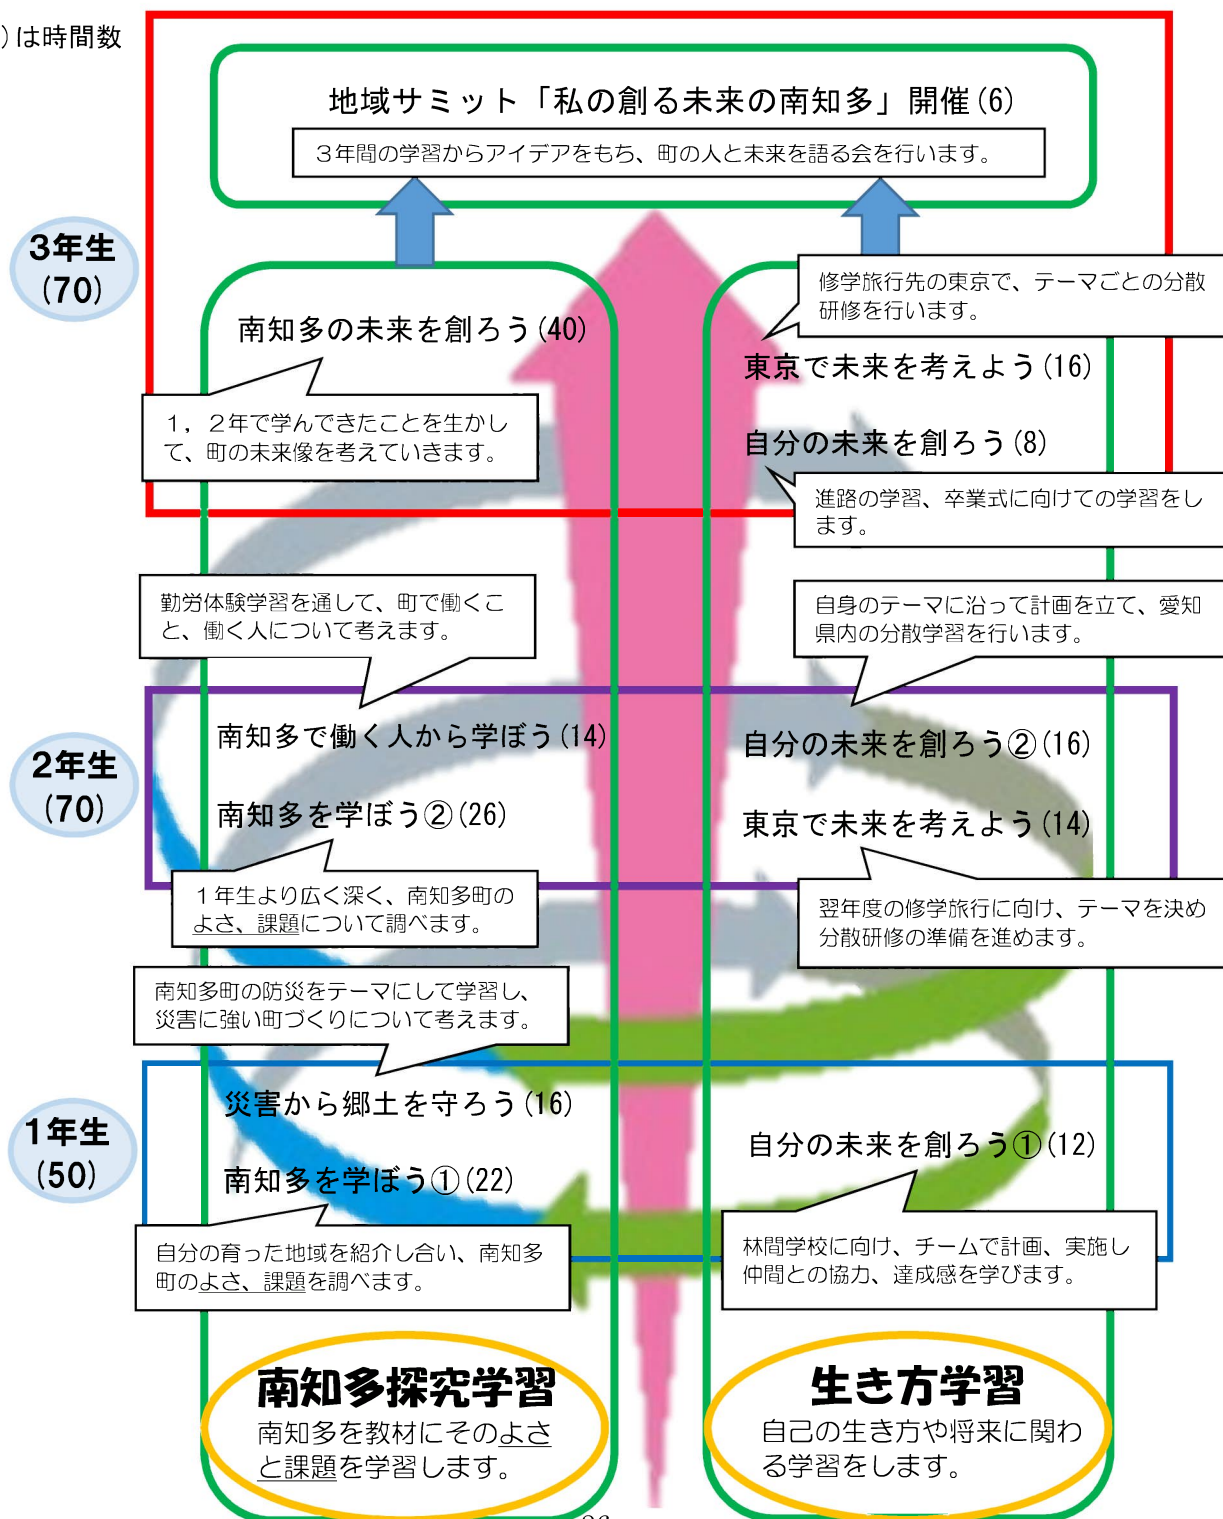 )は時間数
地域サミット「私の創る未来の南知多」開催(6)
３年間の学習からアイデアをもち、町の人と未来を語る会を行います。
3年生
(70)
南知多の未来を創ろう(40)
１，２年で学んできたことを生かし
て、町の未来像を考えていきます。
修学旅行先の東京で、テーマごとの分散
研修を行います。
東京で未来を考えよう(16)
自分の未来を創ろう(8)
進路の学習、卒業式に向けての学習をし
ます。
勤労体験学習を通して、町で働くこ
と、働く人について考えます。
自身のテーマに沿って計画を立て、愛知
県内の分散学習を行います。
2年生
(70)
南知多で働く人から学ぼう(14)
南知多を学ぼう②(26)
１年生より広く深く、南知多町の
よさ、課題について調べます。
自分の未来を創ろう②(16)
東京で未来を考えよう(14)
翌年度の修学旅行に向け、テーマを決め
分散研修の準備を進めます。
南知多町の防災をテーマにして学習し、
災害に強い町づくりについて考えます。
1年生
(50)
災害から郷土を守ろう(16)
南知多を学ぼう①(22)
自分の育った地域を紹介し合い、南知多
町のよさ、課題を調べます。
自分の未来を創ろう①(12)
林間学校に向け、チームで計画、実施し
仲間との協力、達成感を学びます。
南知多探究学習
南知多を教材にそのよさ
と課題を学習します。
生き方学習
自己の生き方や将来に関わ
る学習をします。